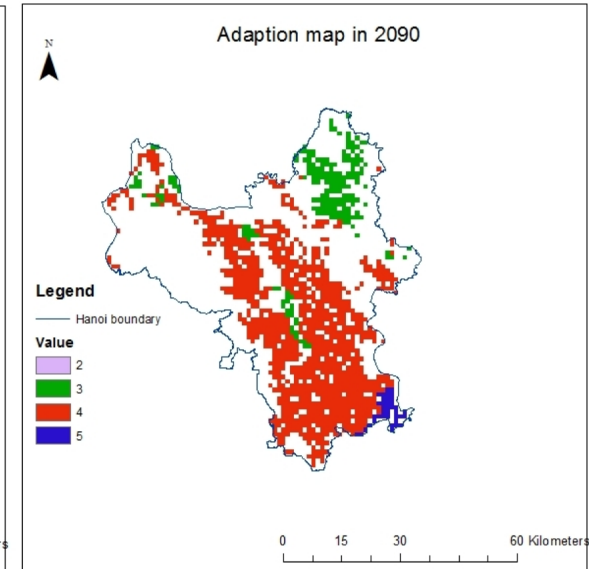 Adaption map in 2090
N
Legend
Hanoi boundary
Value
2
3
4
5
0 15 30 60 Kilometers
s